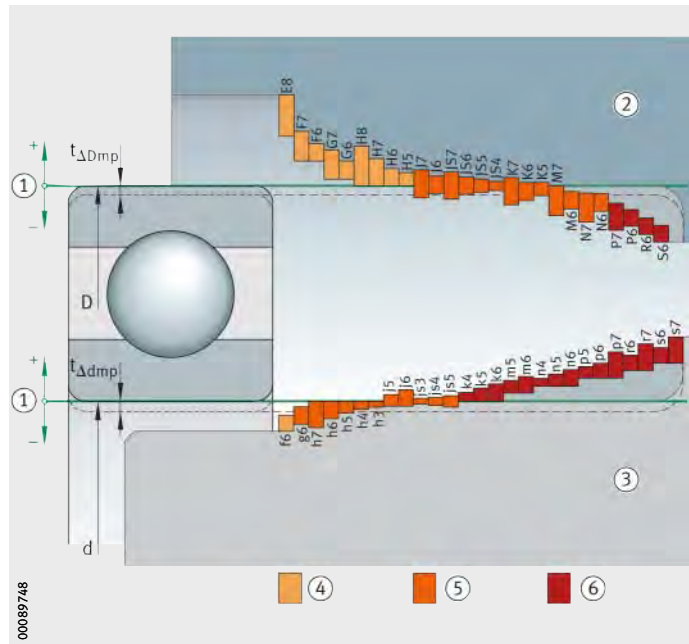 E8
F7
F6
G7
G6
H8
H7
H6
H5
J7
J6
JS7
JS6
JS5
JS4
K7
K6
K5
M7
M6
N7
N6
P7
P6
R6
S6
2
+
t∆Dmp
1
−
D
+
t∆dmp
1
−
d
f6
g6
h7
h6
h5
h4
h3
j5
j6
js3
js4
js5
k4
k5
k6
m5
m6
n4
n5
n6
p5
p6
p7
r6
r7
s6
s7
3
4
5
6
00089748